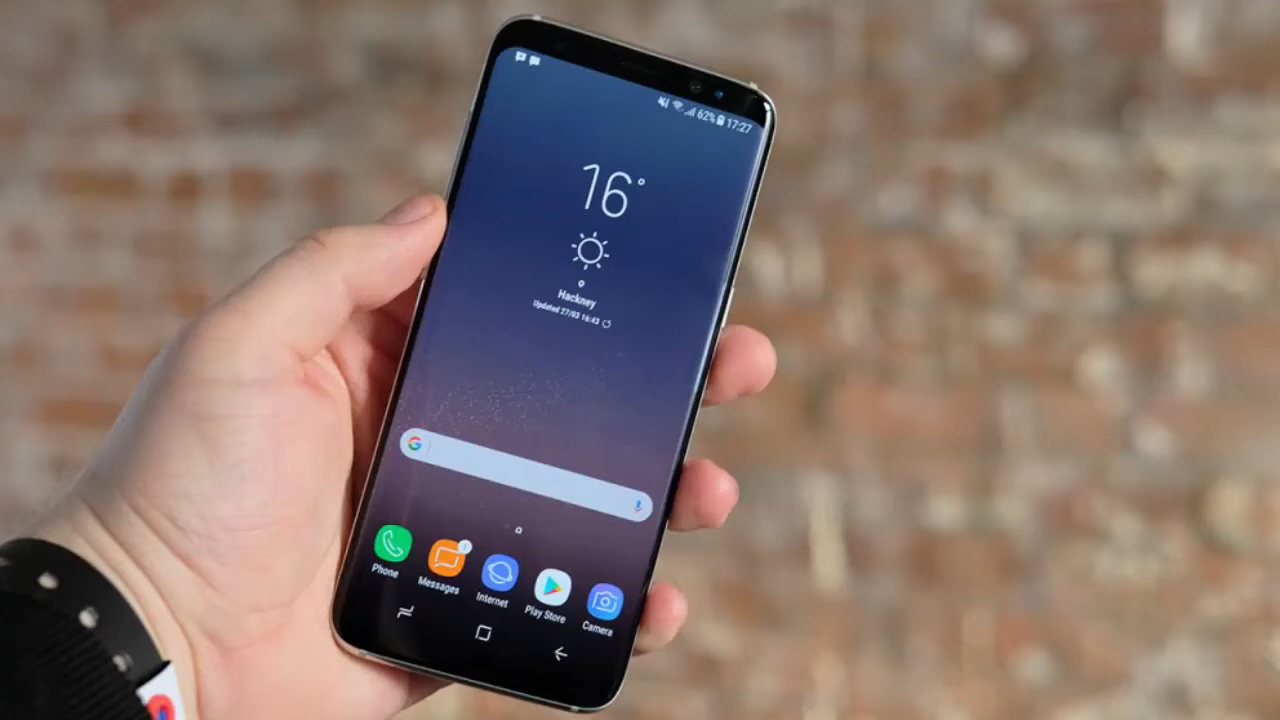 62% 17:27
16°
Hackney
Updated 27/03 16:43
Phone
Messages
Internet
Play Store
Camera